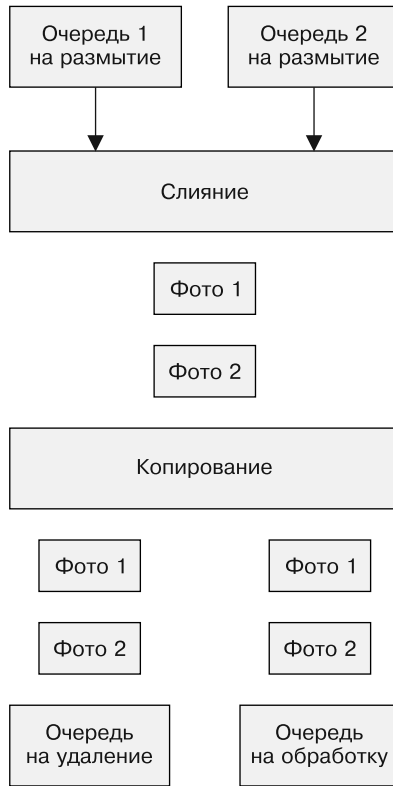 Очередь 1
на размытие
Очередь 2
на размытие
Слияние
Фото 1
Фото 2
Копирование
Фото 1
Фото 1
Фото 2
Фото 2
Очередь
на удаление
Очередь
на обработку